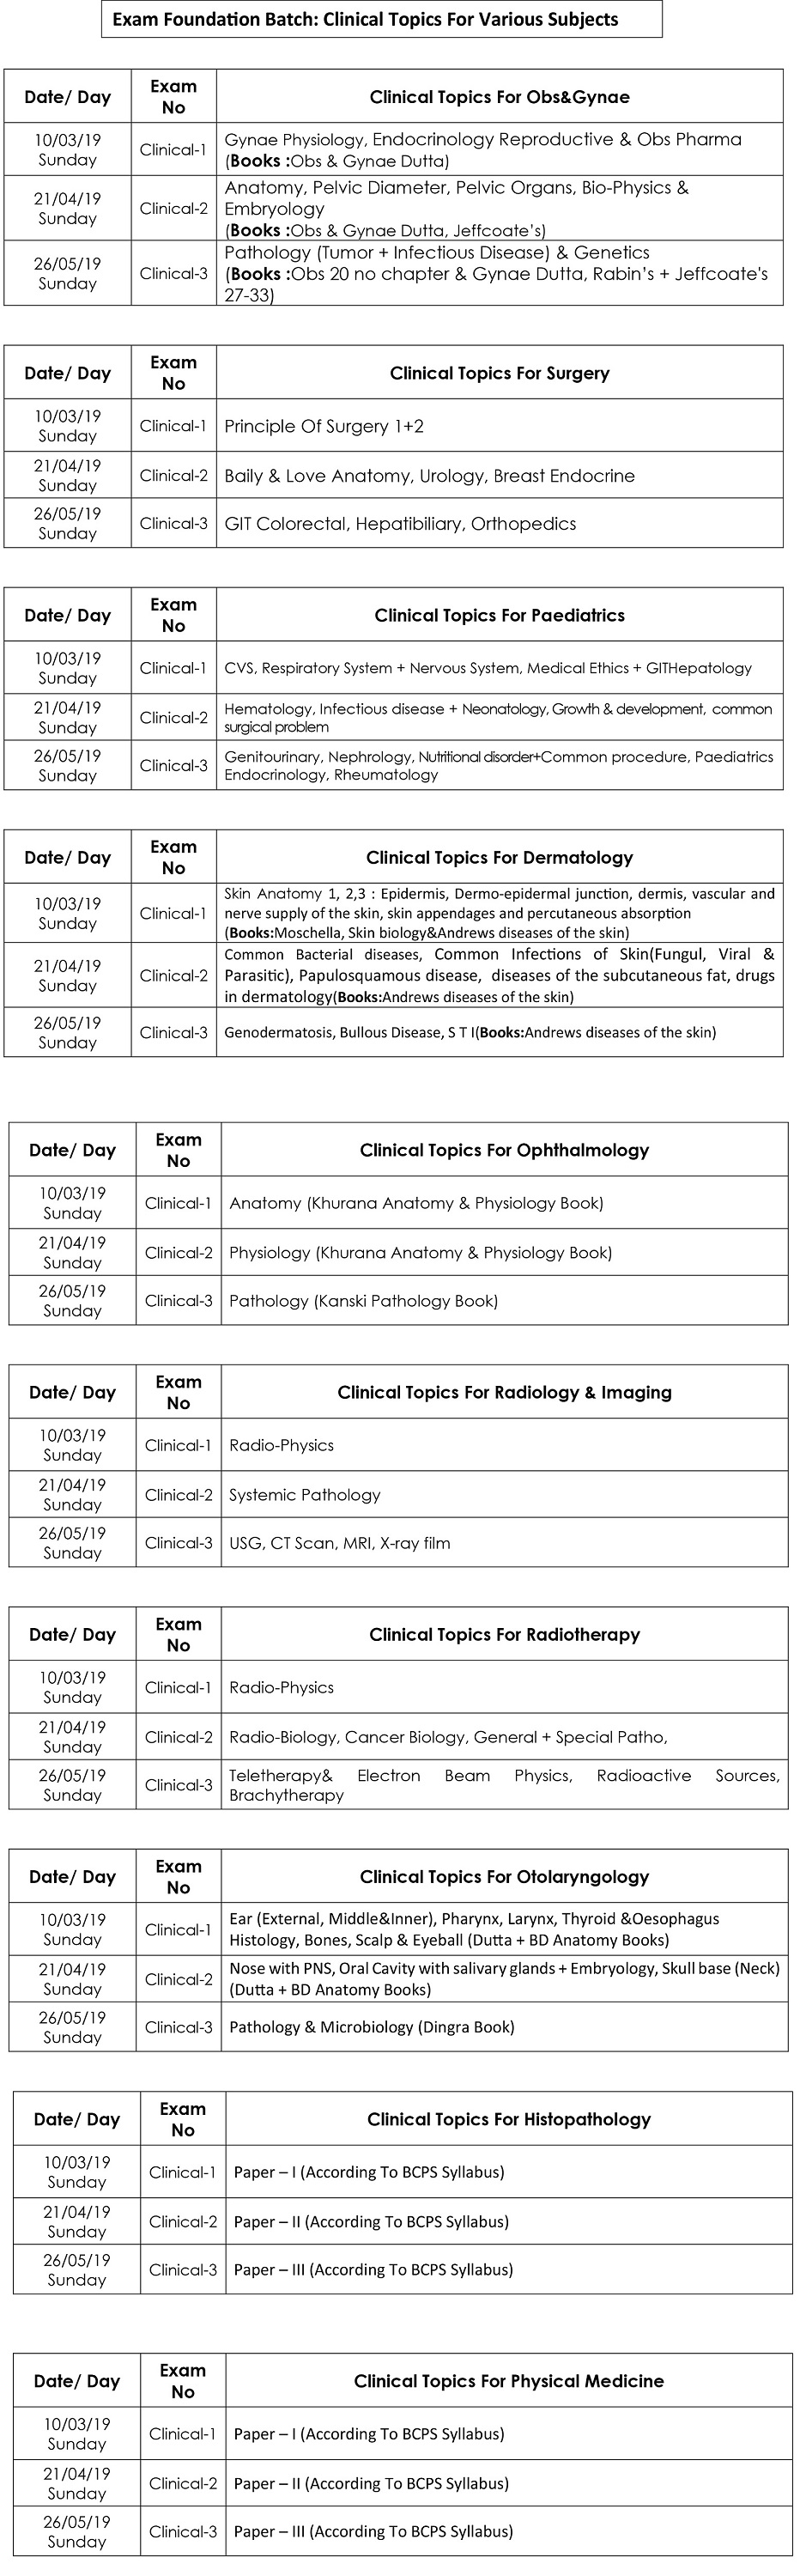 Exam Foundation Batch: Clinical Topics For Various Subjects
Date/ Day
Exam
No
Clinical Topics For Obs&Gynae
10/03/19
Sunday
Clinical-1
Gynae Physiology, Endocrinology Reproductive & Obs Pharma
(Books :Obs & Gynae Dutta)
21/04/19
Sunday
Clinical-2
Anatomy, Pelvic Diameter, Pelvic Organs, Bio-Physics &
Embryology
(Books :Obs & Gynae Dutta, Jeffcoate's)
26/05/19
Sunday
Clinical-3
Pathology (Tumor + Infectious Disease) & Genetics
(Books :Obs 20 no chapter & Gynae Dutta, Rabin's + Jeffcoate's
27-33)
Date/ Day
Exam
No
Clinical Topics For Surgery
10/03/19
Sunday
Clinical-1
Principle Of Surgery 1+2
21/04/19
Sunday
Clinical-2
Baily & Love Anatomy, Urology, Breast Endocrine
26/05/19
Sunday
Clinical-3
GIT Colorectal, Hepatibiliary, Orthopedics
Date/ Day
Exam
No
Clinical Topics For Paediatrics
10/03/19
Sunday
Clinical-1
CVS, Respiratory System + Nervous System, Medical Ethics + GITHepatology
21/04/19
Sunday
Clinical-2
Hematology, Infectious disease + Neonatology, Growth & development, common
surgical problem
26/05/19
Sunday
Clinical-3
Genitourinary, Nephrology, Nutritional disorder+Common procedure, Paediatrics
Endocrinology, Rheumatology
Date/ Day
Exam
No
Clinical Topics For Dermatology
10/03/19
Sunday
Clinical-1
Skin Anatomy 1, 2,3 : Epidermis, Dermo-epidermal junction, dermis, vascular and
nerve supply of the skin, skin appendages and percutaneous absorption
(Books:Moschella, Skin biology&Andrews diseases of the skin)
21/04/19
Sunday
Clinical-2
Common Bacterial diseases, Common Infections of Skin(Fungul, Viral &
Parasitic), Papulosquamous disease, diseases of the subcutaneous fat, drugs
in dermatology(Books:Andrews diseases of the skin)
26/05/19
Sunday
Clinical-3
Genodermatosis, Bullous Disease, S T I(Books:Andrews diseases of the skin)
Date/ Day
Exam
No
Clinical Topics For Ophthalmology
10/03/19
Sunday
Clinical-1
Anatomy (Khurana Anatomy & Physiology Book)
21/04/19
Sunday
Clinical-2
Physiology (Khurana Anatomy & Physiology Book)
26/05/19
Sunday
Clinical-3
Pathology (Kanski Pathology Book)
Date/ Day
Exam
No
Clinical Topics For Radiology & Imaging
10/03/19
Sunday
Clinical-1
Radio-Physics
21/04/19
Sunday
Clinical-2
Systemic Pathology
26/05/19
Sunday
Clinical-3
USG, CT Scan, MRI, X-ray film
Date/ Day
Exam
No
Clinical Topics For Radiotherapy
10/03/19
Sunday
Clinical-1
Radio-Physics
21/04/19
Sunday
Clinical-2
Radio-Biology, Cancer Biology, General + Special Patho,
26/05/19
Sunday
Clinical-3
Teletherapy& Electron Beam Physics, Radioactive Sources,
Brachytherapy
Date/ Day
Exam
No
Clinical Topics For Otolaryngology
10/03/19
Sunday
Clinical-1
Ear (External, Middle&Inner), Pharynx, Larynx, Thyroid &Oesophagus
Histology, Bones, Scalp & Eyeball (Dutta + BD Anatomy Books)
21/04/19
Sunday
Clinical-2
Nose with PNS, Oral Cavity with salivary glands + Embryology, Skull base (Neck)
(Dutta + BD Anatomy Books)
26/05/19
Sunday
Clinical-3
Pathology & Microbiology (Dingra Book)
Date/ Day
Exam
No
Clinical Topics For Histopathology
10/03/19
Sunday
Clinical-1
Paper – I (According To BCPS Syllabus)
21/04/19
Sunday
Clinical-2
Paper – II (According To BCPS Syllabus)
26/05/19
Sunday
Clinical-3
Paper – III (According To BCPS Syllabus)
Date/ Day
Exam
No
Clinical Topics For Physical Medicine
10/03/19
Sunday
Clinical-1
Paper – I (According To BCPS Syllabus)
21/04/19
Sunday
Clinical-2
Paper – II (According To BCPS Syllabus)
26/05/19
Sunday
Clinical-3
Paper – III (According To BCPS Syllabus)